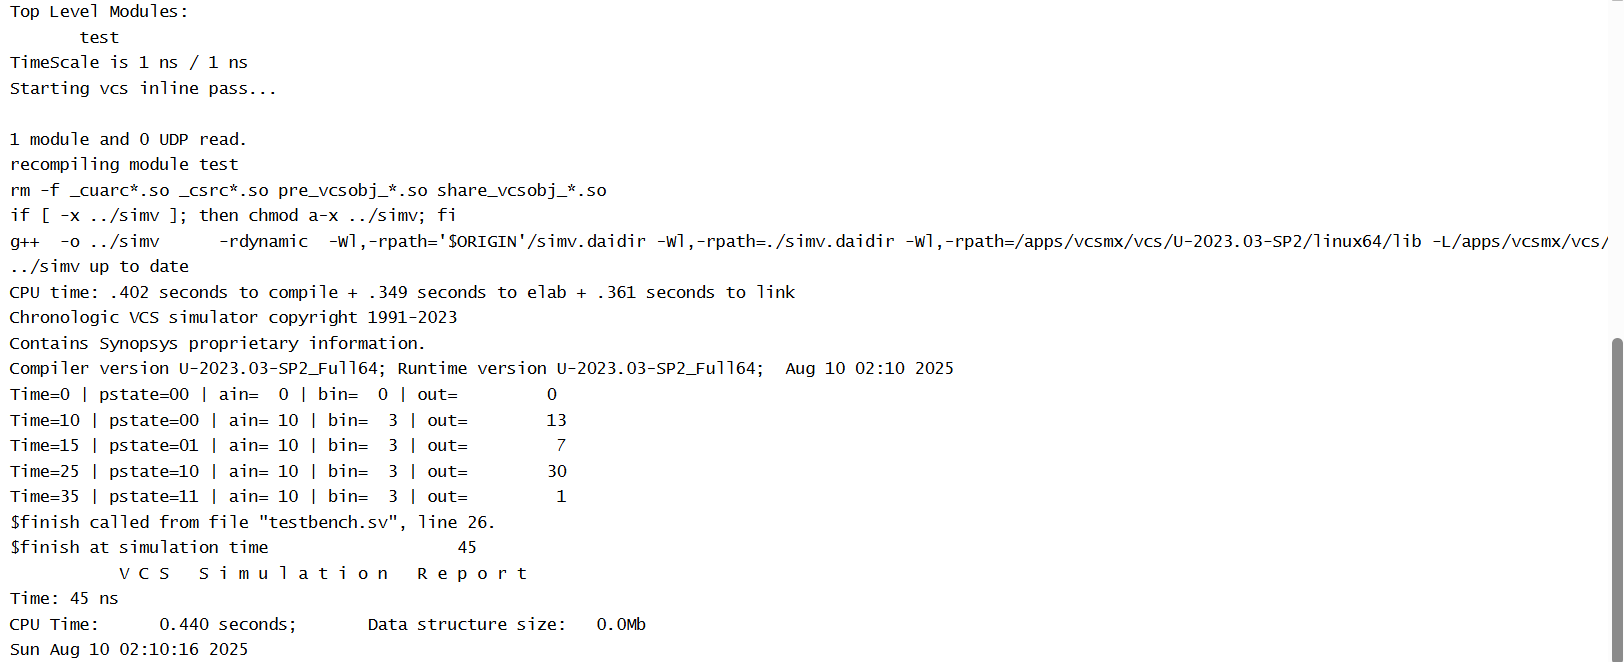 Top Level Modules:
       test
TimeScale is 1 ns / 1 ns
Starting vcs inline pass...

1 module and 0 UDP read.
recompiling module test
rm -f _cuarc*.so _csrc*.so pre_vcsobj_*.so share_vcsobj_*.so
if [ -x ../simv ]; then chmod a-x ../simv; fi
g++  -o ../simv      -rdynamic  -Wl,-rpath='$ORIGIN'/simv.daidir -Wl,-rpath=./simv.daidir -Wl,-rpath=/apps/vcsmx/vcs/U-2023.03-SP2/linux64/lib -L/apps/vcsmx/vcs/
../simv up to date
CPU time: .402 seconds to compile + .349 seconds to elab + .361 seconds to link
Chronologic VCS simulator copyright 1991-2023
Contains Synopsys proprietary information.
Compiler version U-2023.03-SP2_Full64; Runtime version U-2023.03-SP2_Full64;  Aug 10 02:10 2025
Time=0 | pstate=00 | ain=  0 | bin=  0 | out=         0
Time=10 | pstate=00 | ain= 10 | bin=  3 | out=        13
Time=15 | pstate=01 | ain= 10 | bin=  3 | out=         7
Time=25 | pstate=10 | ain= 10 | bin=  3 | out=        30
Time=35 | pstate=11 | ain= 10 | bin=  3 | out=         1
$finish called from file "testbench.sv", line 26.
$finish at simulation time                   45
           V C S   S i m u l a t i o n   R e p o r t
Time: 45 ns
CPU Time:      0.440 seconds;       Data structure size:   0.0Mb
Sun Aug 10 02:10:16 2025